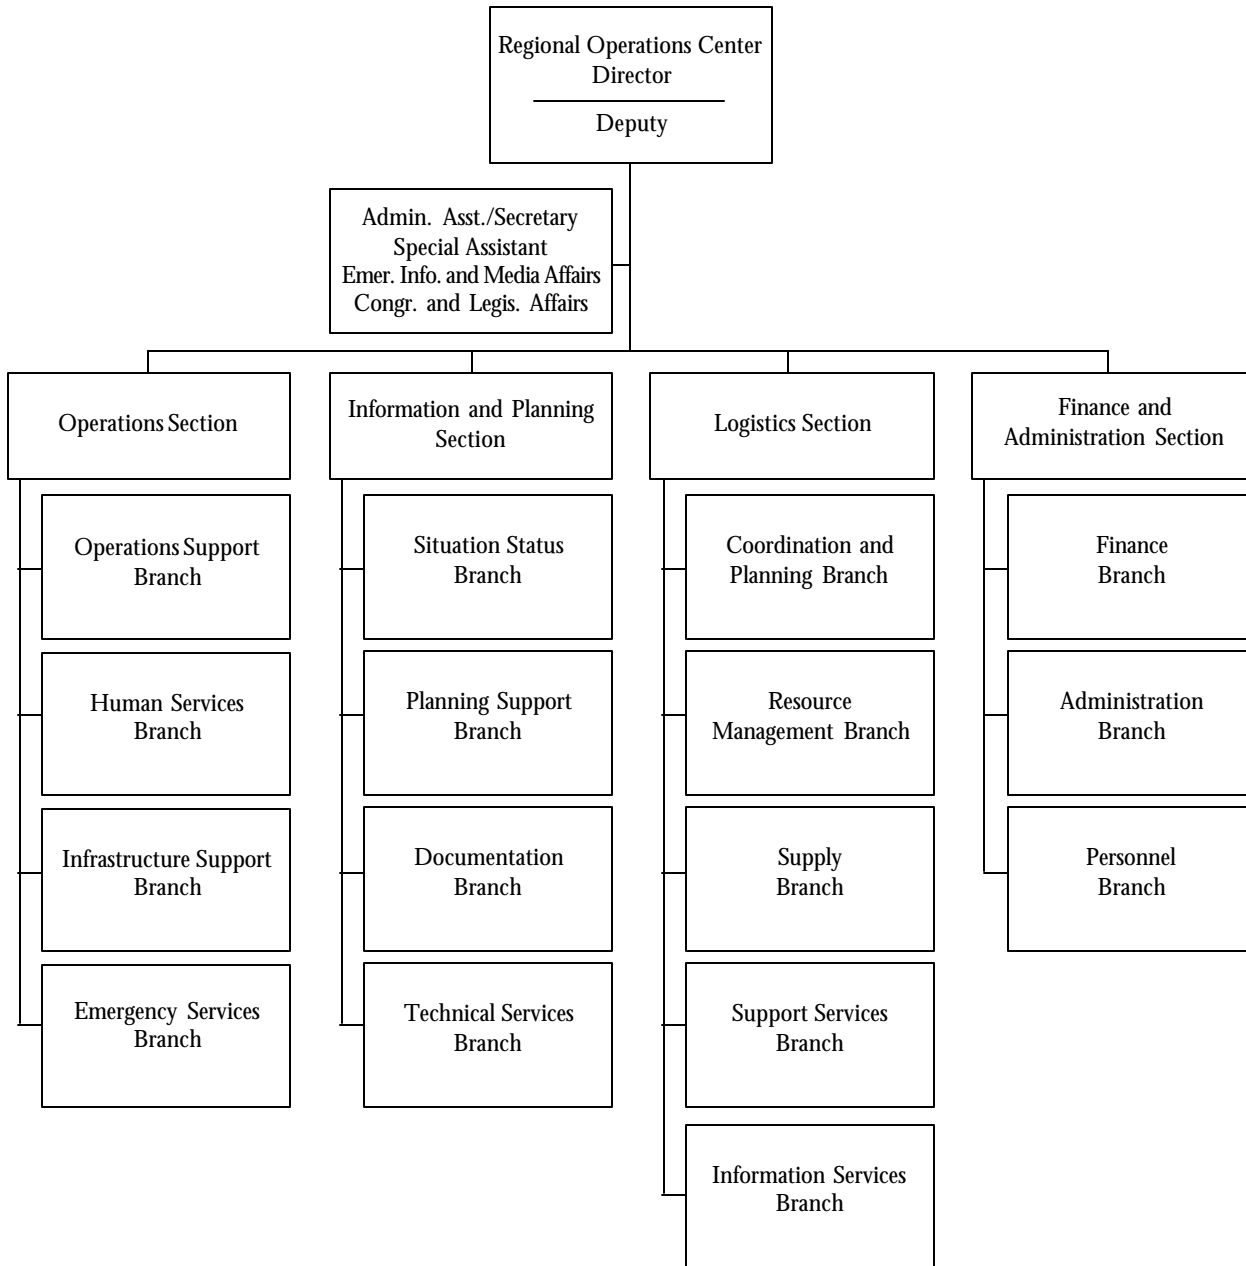 Regional Operations Center
Director
Deputy
Admin. Asst./Secretary
Special Assistant
Emer. Info. and Media Affairs
Congr. and Legis. Affairs
Operations Section
Information and Planning
Section
Logistics Section
Finance and
Administration Section
Operations Support
Branch
Situation Status
Branch
Coordination and
Planning Branch
Finance
Branch
Human Services
Branch
Planning Support
Branch
Resource
Management Branch
Administration
Branch
Infrastructure Support
Branch
Documentation
Branch
Supply
Branch
Personnel
Branch
Emergency Services
Branch
Technical Services
Branch
Support Services
Branch
Information Services
Branch